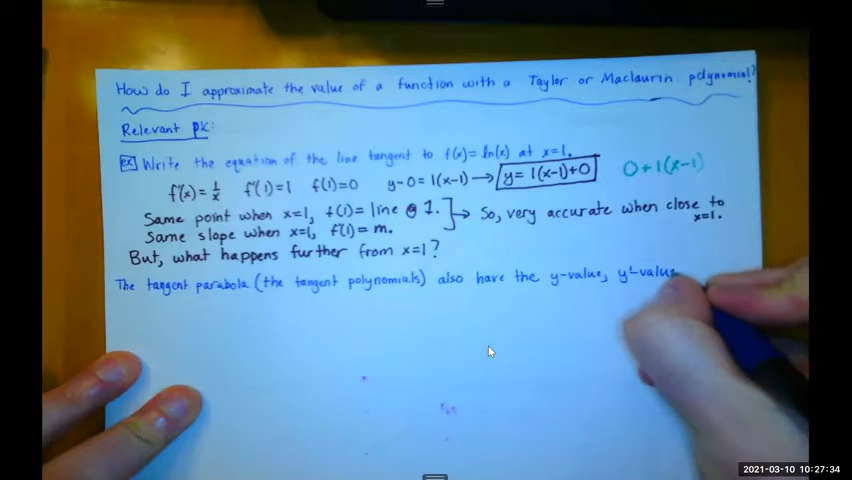 How do I approximate the value of a function with a Taylor or Maclaurin polynomial?
Relevant PK:
ex Write the equation of the line tangent to f(x)=ln(x) at x=1.
f'(x)=1/x f'(1)=1 f(1)=0 y-0=1(x-1)→ y=1(x-1)+0 0+1(x-1)
Same point when x=1, f(1)=line @ 1.
Same slope when x=1, f'(1)=m.
→ So, very accurate when close to x=1.
But, what happens further from x=1?
The tangent parabola (the tangent polynomials) also have the y-value, y'-value
2021-03-10 10:27:34